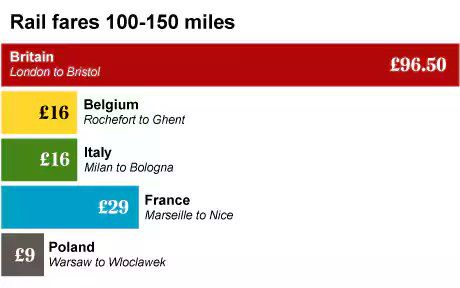 Rail fares 100-150 miles
Britain
London to Bristol
£96.50
£16
Belgium
Rochefort to Ghent
£16
Italy
Milan to Bologna
£29
France
Marseille to Nice
£9
Poland
Warsaw to Wloclawek